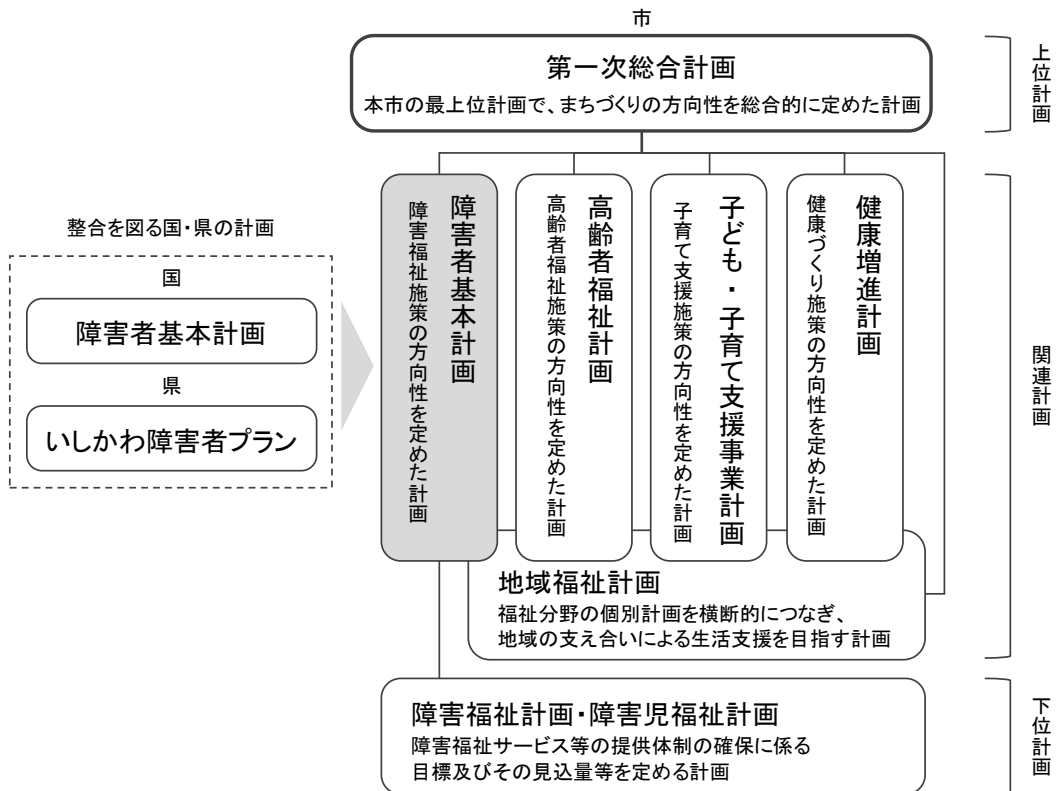 市
第一次総合計画
本市の最上位計画で、まちづくりの方向性を総合的に定めた計画
上位計画
整合を図る国・県の計画
国
障害者基本計画
県
いしかわ障害者プラン
障害者基本計画
障害福祉施策の方向性を定めた計画
高齢者福祉計画
高齢者福祉施策の方向性を定めた計画
子ども・子育て支援事業計画
子育て支援施策の方向性を定めた計画
健康増進計画
健康づくり施策の方向性を定めた計画
関連計画
地域福祉計画
福祉分野の個別計画を横断的につなぎ、
地域の支え合いによる生活支援を目指す計画
障害福祉計画・障害児福祉計画
障害福祉サービス等の提供体制の確保に係る
目標及びその見込量等を定める計画
下位計画